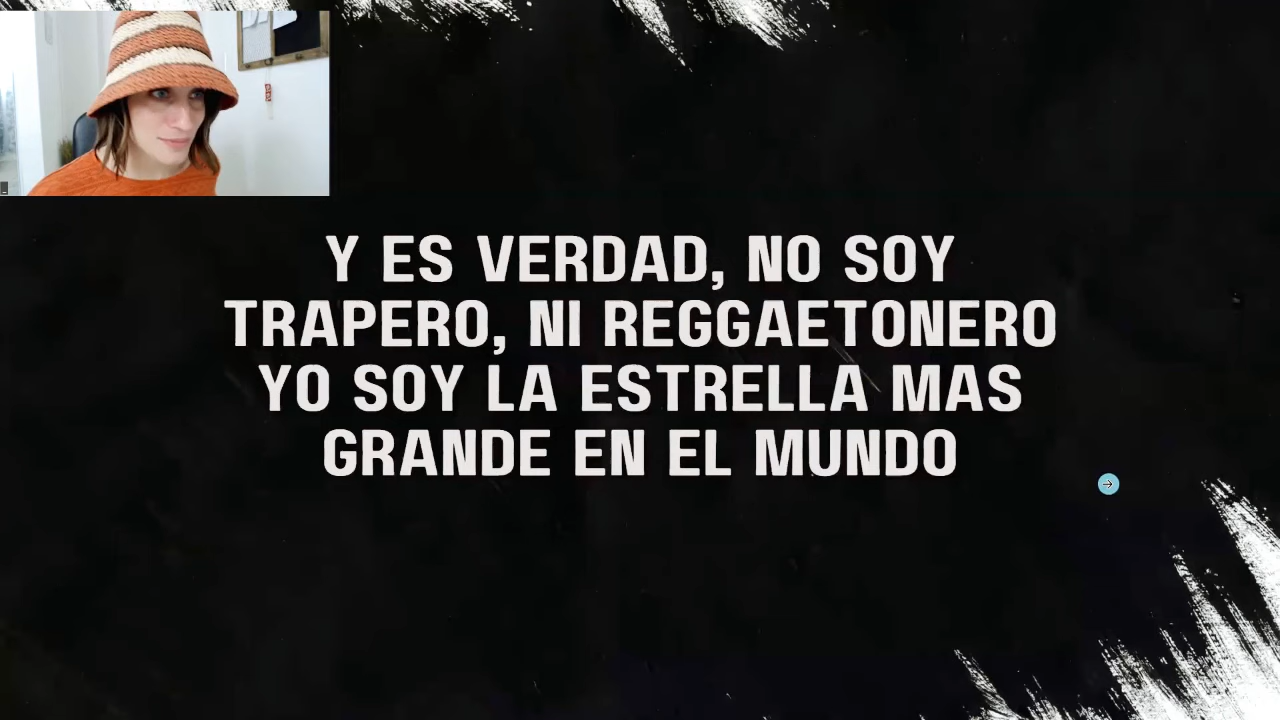 Y ES VERDAD, NO SOY
TRAPERO, NI REGGAETONERO
YO SOY LA ESTRELLA MAS
GRANDE EN EL MUNDO